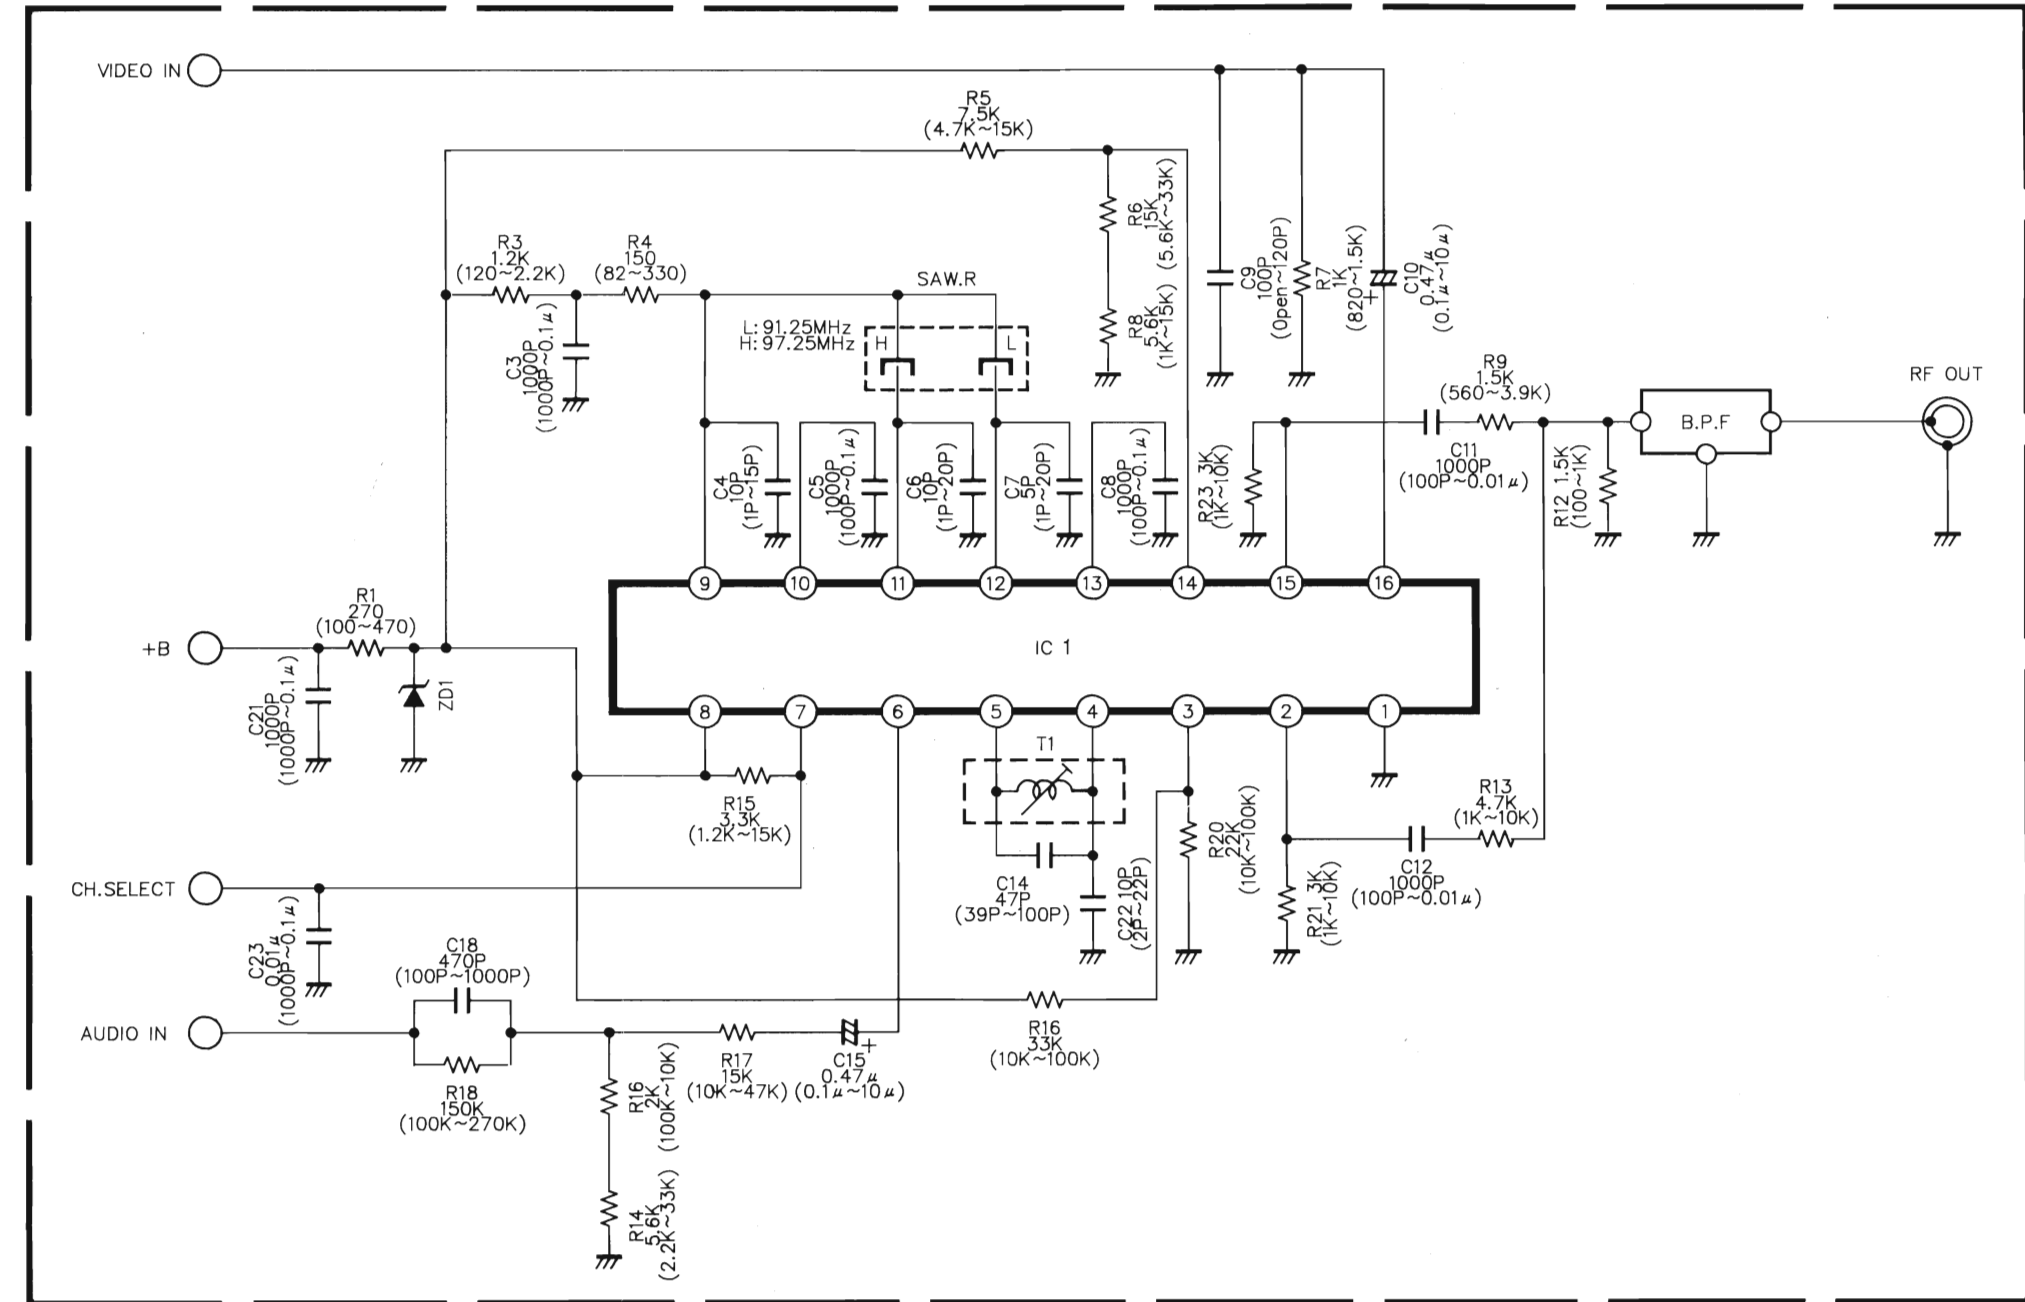 VIDEO IN
R5
7.5K
(4.7K~15K)
R6
15K
(5.6K~33K)
R8
5.6K
(1K~15K)
C9
100P
(Open~120P)
R7
1K
(820~1.5K)
C10
0.47μ
(0.1μ~10μ)
+
R3
1.2K
(120~2.2K)
R4
150
(82~330)
C3
1000P
(1000P~0.1μ)
SAW.R
L: 91.25MHz
H: 97.25MHz
H
L
R9
1.5K
(560~3.9K)
RF OUT
B.P.F
C11
1000P
(100P~0.01μ)
R12 1.5K
(100~1K)
C4
10P
(1P~15P)
C5
1000P
(100P~0.1μ)
C6
10P
(1P~20P)
C7
5P
(1P~20P)
C8
1000P
(100P~0.1μ)
R23 3K
(1K~10K)
9
10
11
12
13
14
15
16
IC 1
8
7
6
5
4
3
2
1
+B
R1
270
(100~470)
C21
1000P
(1000P~0.1μ)
ZD1
T1
R15
3.3K
(1.2K~15K)
R13
4.7K
(1K~10K)
C12
1000P
(100P~0.01μ)
R20
22K
(10K~100K)
R21 3K
(1K~10K)
C14
47P
(39P~100P)
C22 10P
(2P~22P)
CH.SELECT
C23
0.01μ
(1000P~0.1μ)
C18
470P
(100P~1000P)
AUDIO IN
R18
150K
(100K~270K)
R16
2K
(100K~10K)
R14
5.6K
(2.2K~33K)
R17
15K
(10K~47K)
C15
0.47μ
(0.1μ~10μ)
+
R16
33K
(10K~100K)